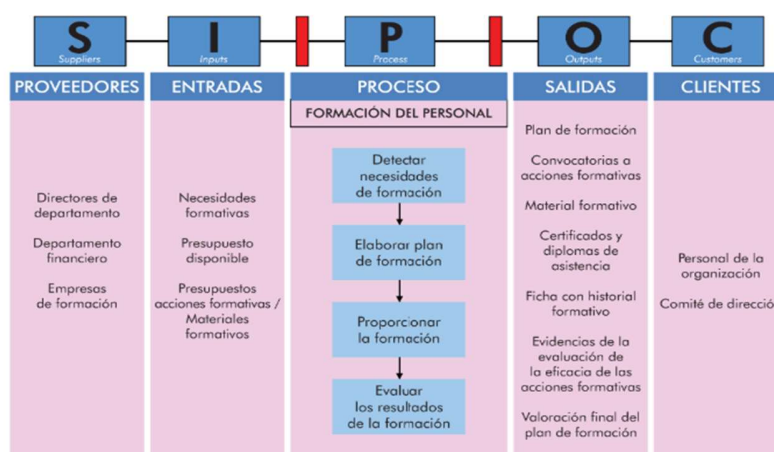 S
Suppliers
I
Inputs
P
Process
O
Outputs
C
Customers
PROVEEDORES
ENTRADAS
PROCESO
SALIDAS
CLIENTES
Directores de
departamento
Departamento
financiero
Empresas
de formación
Necesidades
formativas
Presupuesto
disponible
Presupuestos
acciones formativas /
Materiales
formativos
FORMACIÓN DEL PERSONAL
Detectar
necesidades
de formación
Elaborar plan
de formación
Proporcionar
la formación
Evaluar
los resultados
de la formación
Plan de formación
Convocatorias a
acciones formativas
Material formativo
Certificados y
diplomas de
asistencia
Ficha con historial
formativo
Evidencias de la
evaluación de
la eficacia de las
acciones formativas
Valoración final del
plan de formación
Personal de la
organización
Comité de direcció